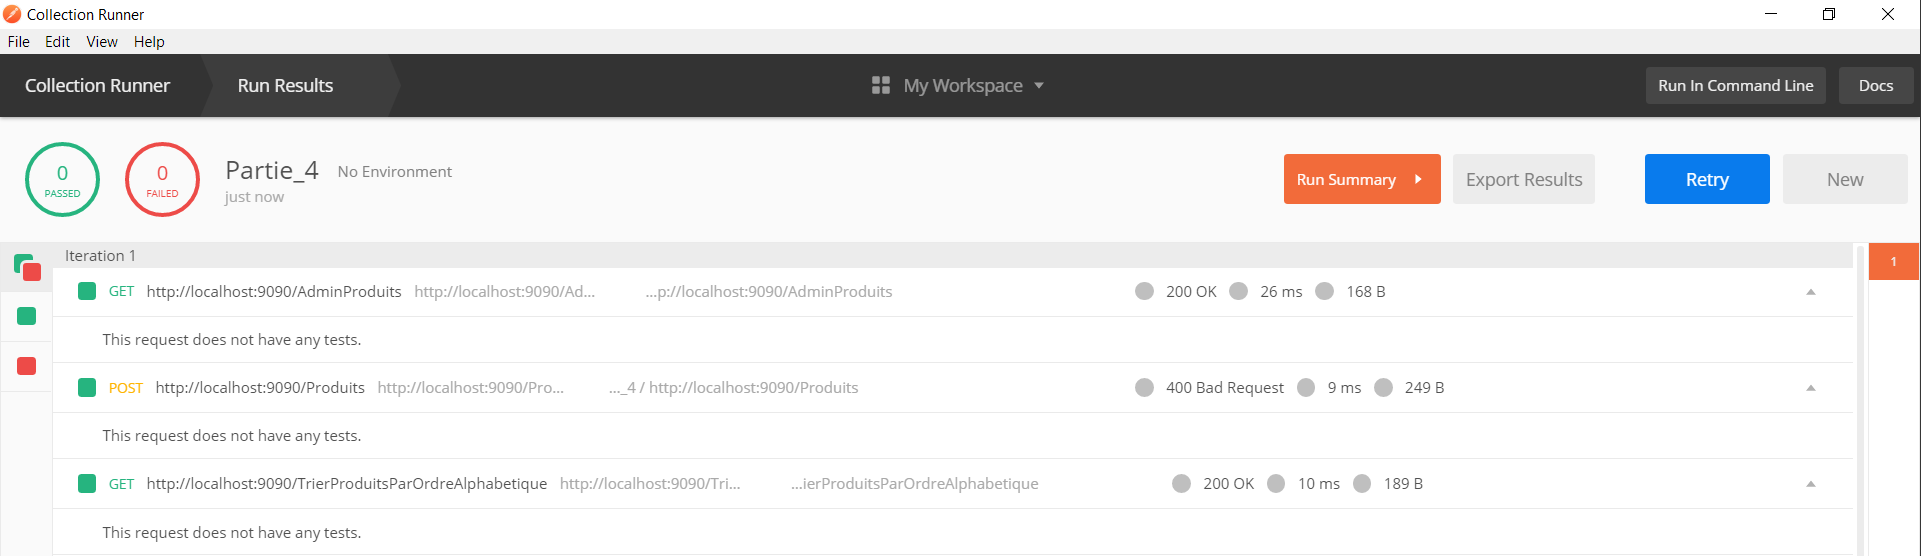 Collection Runner
File Edit View Help
Collection Runner Run Results My Workspace Run In Command Line Docs
0 PASSED
0 FAILED
Partie_4 No Environment
just now
Run Summary Export Results Retry New
Iteration 1
1
GET http://localhost:9090/AdminProduits http://localhost:9090/Ad... ...p://localhost:9090/AdminProduits 200 OK 26 ms 168 B
This request does not have any tests.
POST http://localhost:9090/Produits http://localhost:9090/Pro... ..._4 / http://localhost:9090/Produits 400 Bad Request 9 ms 249 B
This request does not have any tests.
GET http://localhost:9090/TrierProduitsParOrdreAlphabetique http://localhost:9090/Tri... ...ierProduitsParOrdreAlphabetique 200 OK 10 ms 189 B
This request does not have any tests.